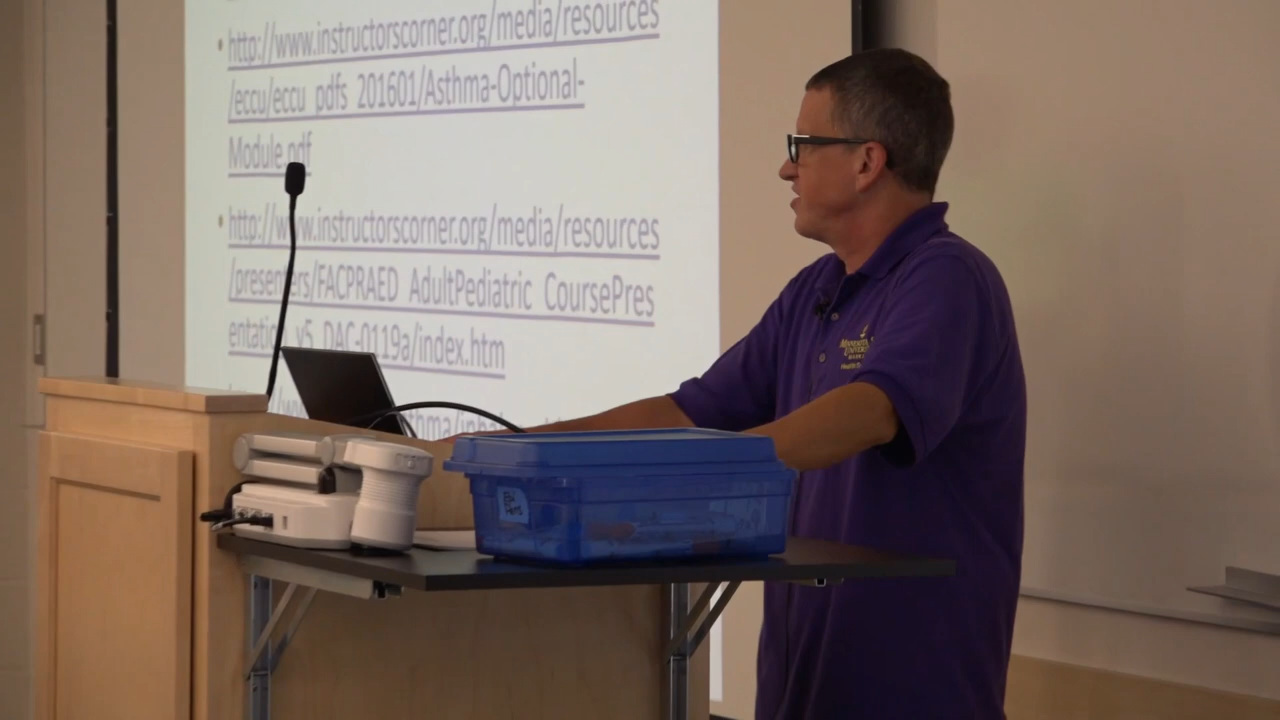 http://www.instructorscorner.org/media/resources
/eccu/eccu_pdfs_201601/Asthma-Optional-
Module.pdf
http://www.instructorscorner.org/media/resources
/presenters/FACPRAED_AdultPediatric_CoursePres
entation_v5_DAC-0119a/index.htm
Minnesota